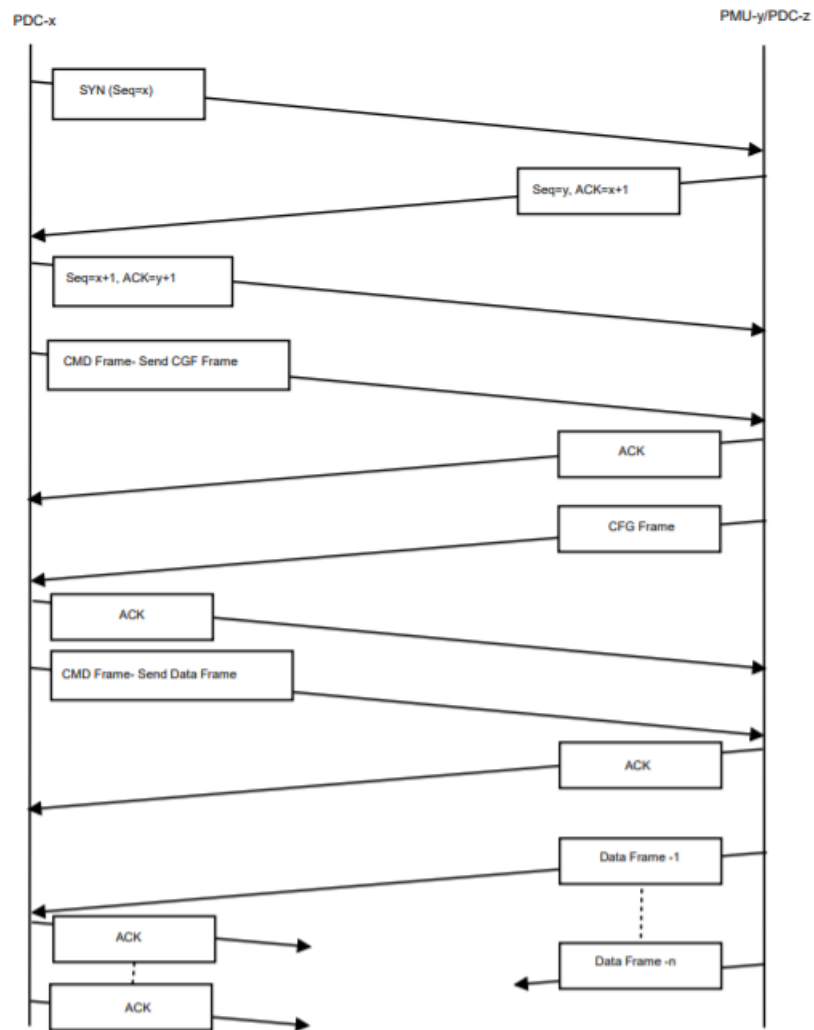 PDC-x
PMU-y/PDC-z
SYN (Seq=x)
Seq=y, ACK=x+1
Seq=x+1, ACK=y+1
CMD Frame- Send CGF Frame
ACK
CFG Frame
ACK
CMD Frame- Send Data Frame
ACK
Data Frame -1
ACK
Data Frame -n
ACK